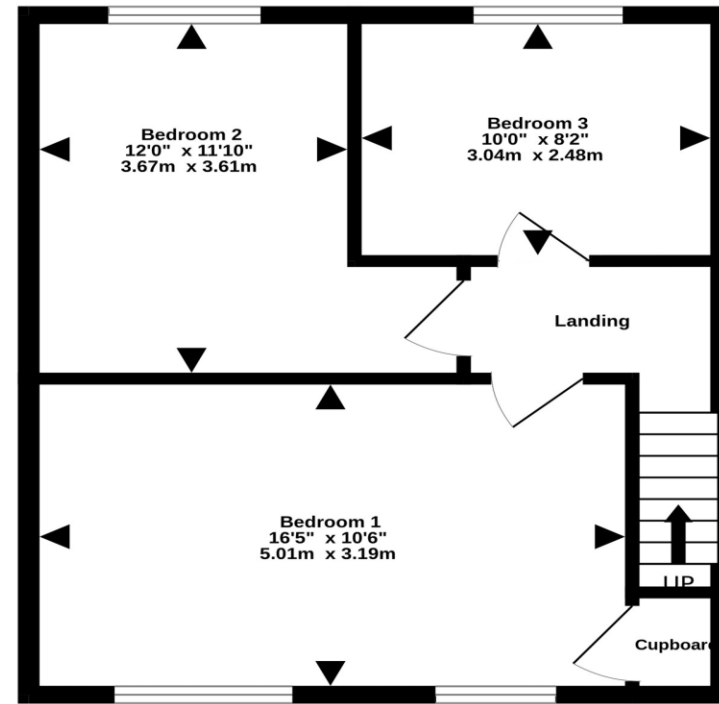 Bedroom 2
12'0" x 11'10"
3.67m x 3.61m
Bedroom 3
10'0" x 8'2"
3.04m x 2.48m
Landing
Bedroom 1
16'5" x 10'6"
5.01m x 3.19m
UP
Cupboard